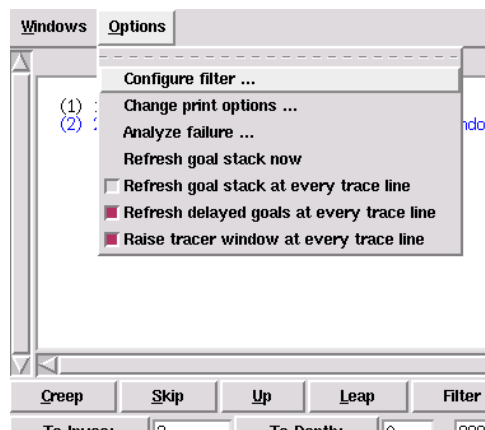 Windows Options
Configure filter ...
(1) Change print options ...
(2) Analyze failure ...
Refresh goal stack now
Refresh goal stack at every trace line
Refresh delayed goals at every trace line
Raise tracer window at every trace line
Creep Skip Up Leap Filter